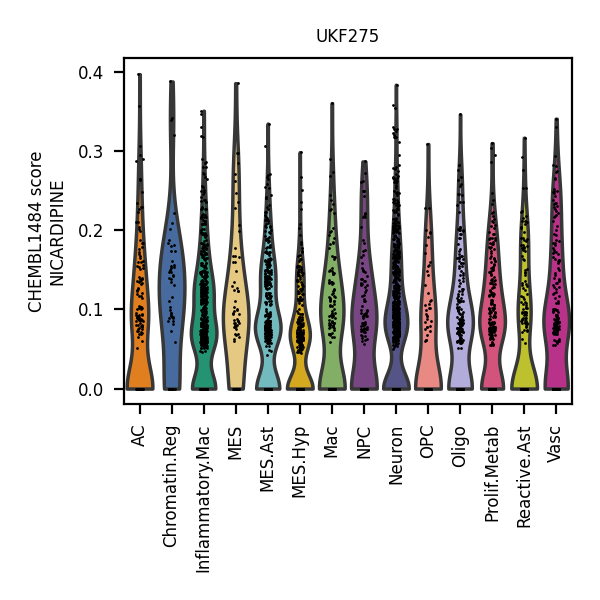 UKF275
CHEMBL1484 score
NICARDIPINE
0.4
0.3
0.2
0.1
0.0
AC
Chromatin.Reg
Inflammatory.Mac
MES
MES.Ast
MES.Hyp
Mac
NPC
Neuron
OPC
Oligo
Prolif.Metab
Reactive.Ast
Vasc